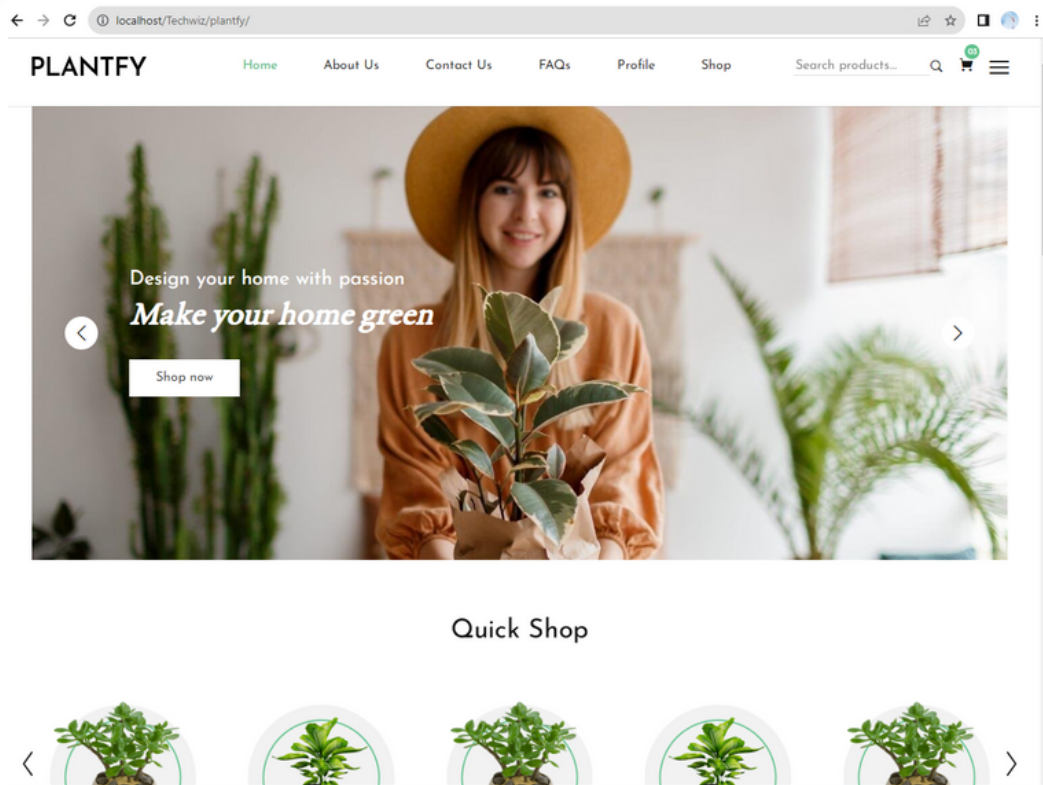 localhost/Techwiz/plantfy/
PLANTFY Home About Us Contact Us FAQs Profile Shop Search products... 03
Design your home with passion
Make your home green
Shop now
Quick Shop